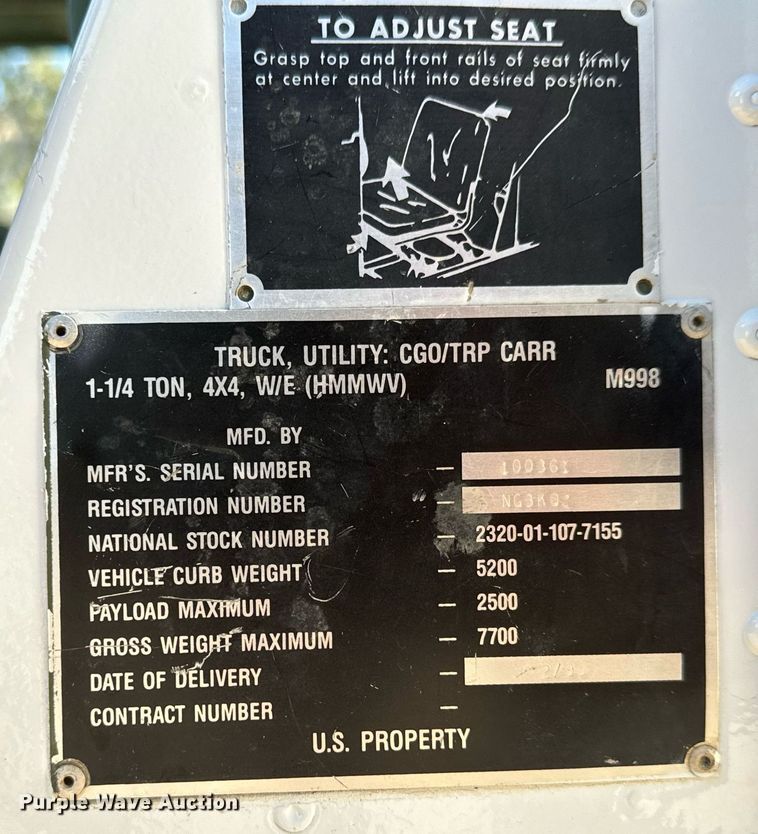 TO ADJUST SEAT
Grasp top and front rails of seat firmly
at center and lift into desired position.
TRUCK, UTILITY: CGO/TRP CARR
1-1/4 TON, 4X4, W/E (HMMWV) M998
MFD. BY
MFR'S. SERIAL NUMBER —
REGISTRATION NUMBER —
NATIONAL STOCK NUMBER — 2320-01-107-7155
VEHICLE CURB WEIGHT — 5200
PAYLOAD MAXIMUM — 2500
GROSS WEIGHT MAXIMUM — 7700
DATE OF DELIVERY —
CONTRACT NUMBER —
U.S. PROPERTY
Purple Wave Auction